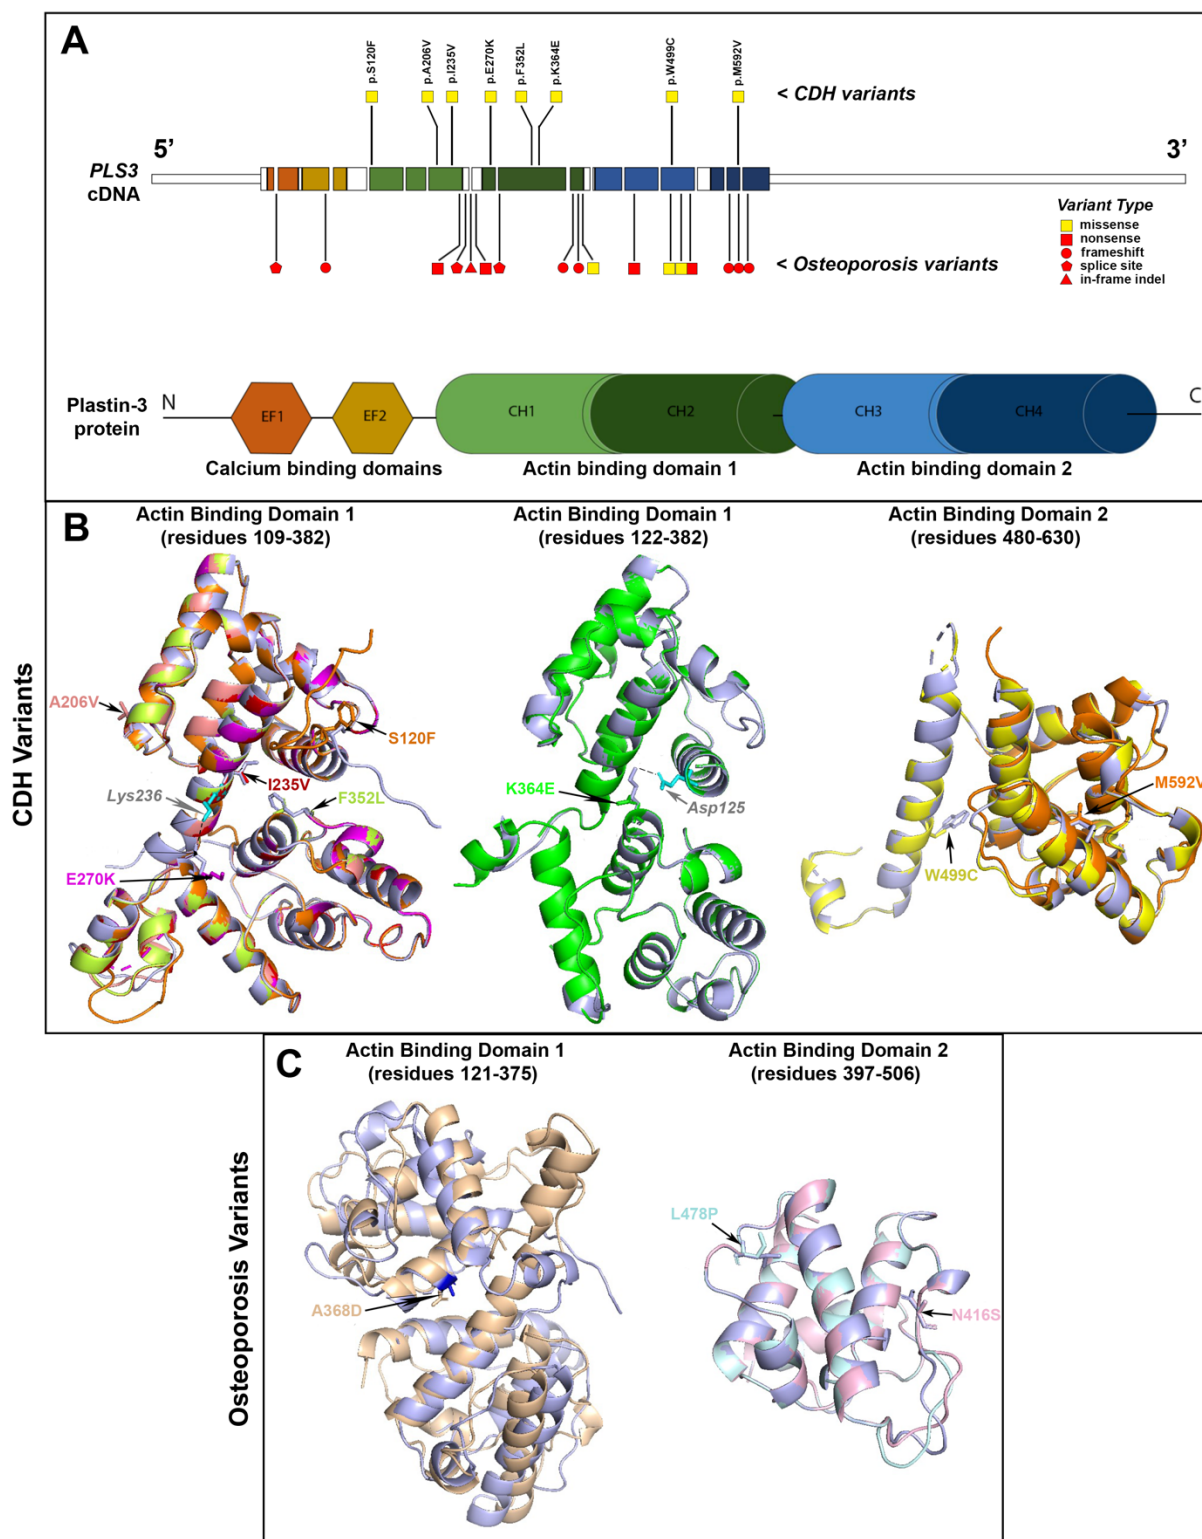 A
p.S120F
p.A206V
p.I235V
p.E270K
p.F352L
p.K364E
p.W499C
p.M592V
< CDH variants
5’
3’
PLS3
cDNA
Variant Type
missense
nonsense
frameshift
splice site
in-frame indel
< Osteoporosis variants
Plastin-3
protein
N
EF1
EF2
CH1
CH2
CH3
CH4
C
Calcium binding domains
Actin binding domain 1
Actin binding domain 2
CDH Variants
B
Actin Binding Domain 1
(residues 109-382)
A206V
S120F
I235V
Lys236
F352L
E270K
Actin Binding Domain 1
(residues 122-382)
K364E
Asp125
Actin Binding Domain 2
(residues 480-630)
M592V
W499C
Osteoporosis Variants
C
Actin Binding Domain 1
(residues 121-375)
A368D
Actin Binding Domain 2
(residues 397-506)
L478P
N416S